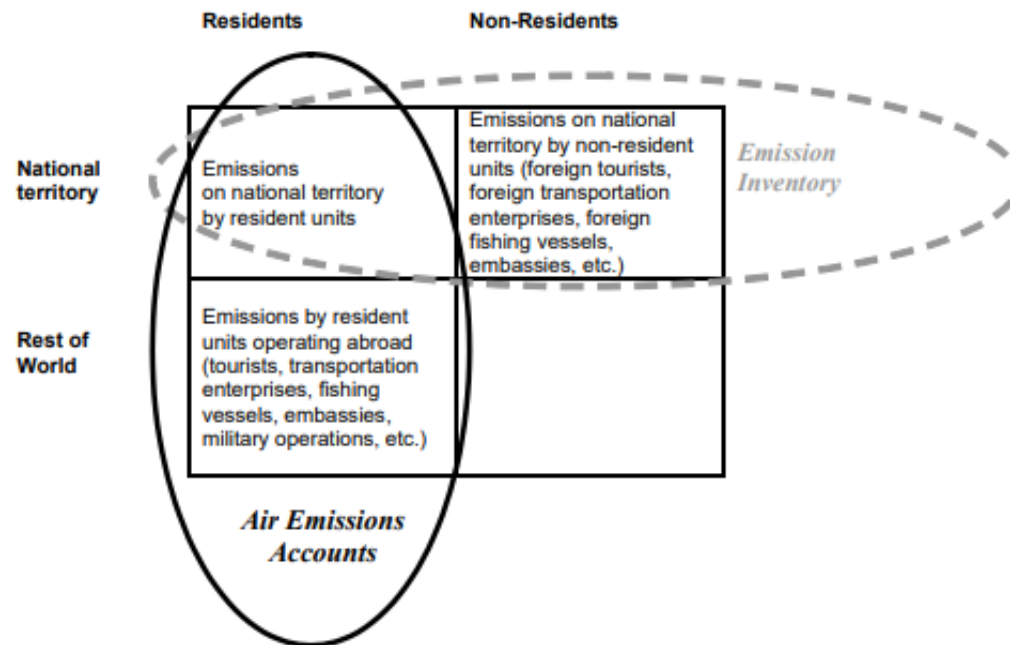 Residents
Non-Residents
National
territory
Emissions
on national territory
by resident units
Emissions on national
territory by non-resident
units (foreign tourists,
foreign transportation
enterprises, foreign
fishing vessels,
embassies, etc.)
Emission
Inventory
Rest of
World
Emissions by resident
units operating abroad
(tourists, transportation
enterprises, fishing
vessels, embassies,
military operations, etc.)
Air Emissions
Accounts